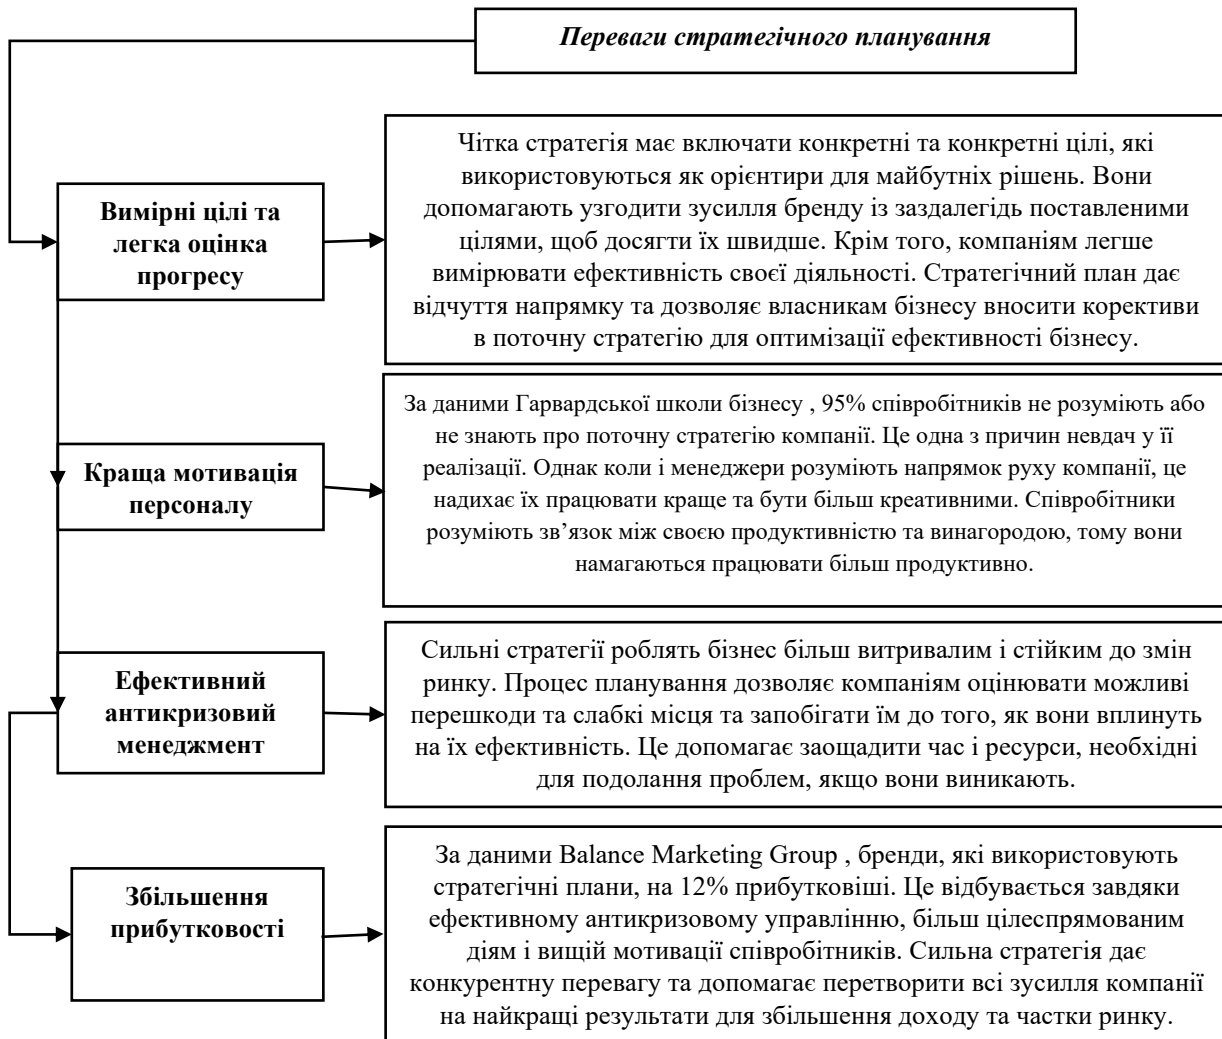 Переваги стратегічного планування
Вимірні цілі та
легка оцінка
прогресу
Чітка стратегія має включати конкретні та конкретні цілі, які
використовуються як орієнтири для майбутніх рішень. Вони
допомагають узгодити зусилля бренду із заздалегідь поставленими
цілями, щоб досягти їх швидше. Крім того, компаніям легше
вимірювати ефективність своєї діяльності. Стратегічний план дає
відчуття напрямку та дозволяє власникам бізнесу вносити корективи
в поточну стратегію для оптимізації ефективності бізнесу.
Краща мотивація
персоналу
За даними Гарвардської школи бізнесу , 95% співробітників не розуміють або
не знають про поточну стратегію компанії. Це одна з причин невдач у її
реалізації. Однак коли і менеджери розуміють напрямок руху компанії, це
надихає їх працювати краще та бути більш креативними. Співробітники
розуміють зв’язок між своєю продуктивністю та винагородою, тому вони
намагаються працювати більш продуктивно.
Ефективний
антикризовий
менеджмент
Сильні стратегії роблять бізнес більш витривалим і стійким до змін
ринку. Процес планування дозволяє компаніям оцінювати можливі
перешкоди та слабкі місця та запобігати їм до того, як вони вплинуть
на їх ефективність. Це допомагає заощадити час і ресурси, необхідні
для подолання проблем, якщо вони виникають.
Збільшення
прибутковості
За даними Balance Marketing Group , бренди, які використовують
стратегічні плани, на 12% прибутковіші. Це відбувається завдяки
ефективному антикризовому управлінню, більш цілеспрямованим
діям і вищій мотивації співробітників. Сильна стратегія дає
конкурентну перевагу та допомагає перетворити всі зусилля компанії
на найкращі результати для збільшення доходу та частки ринку.